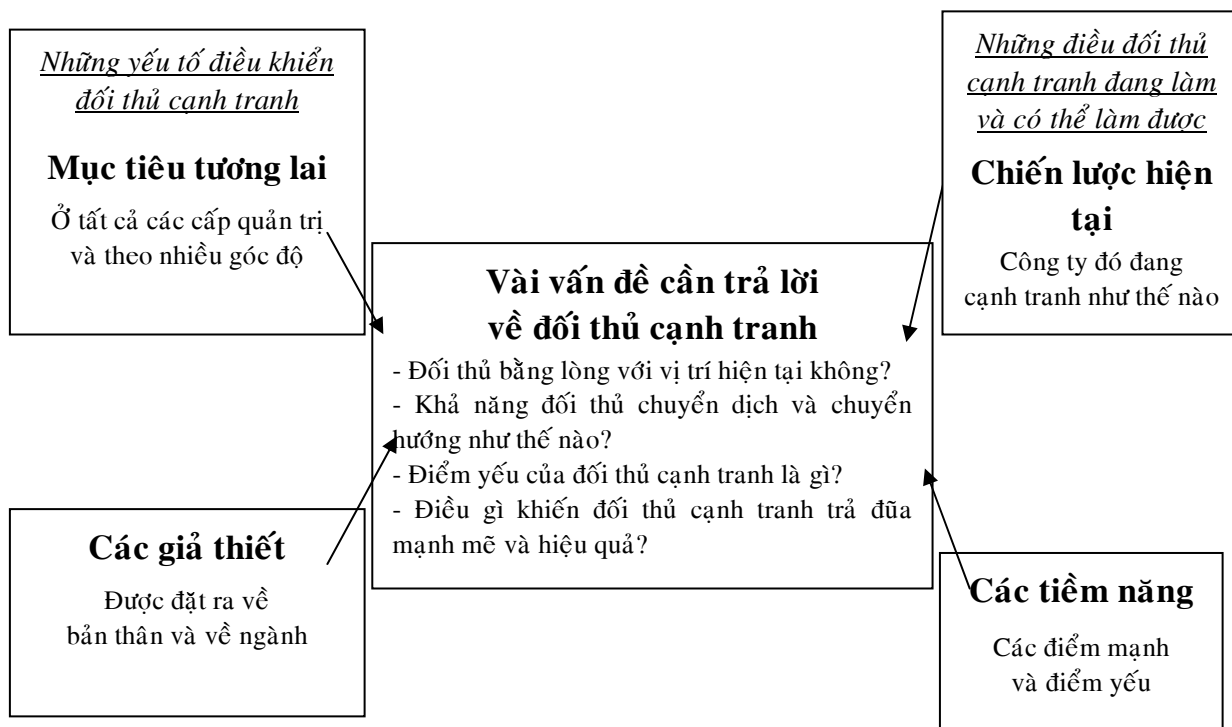 Những yếu tố điều khiển
đối thủ cạnh tranh
Mục tiêu tương lai
Ở tất cả các cấp quản trị
và theo nhiều góc độ
Những điều đối thủ
cạnh tranh đang làm
và có thể làm được
Chiến lược hiện
tại
Công ty đó đang
cạnh tranh như thế nào
Vài vấn đề cần trả lời
về đối thủ cạnh tranh
- Đối thủ bằng lòng với vị trí hiện tại không?
- Khả năng đối thủ chuyển dịch và chuyển
hướng như thế nào?
- Điểm yếu của đối thủ cạnh tranh là gì?
- Điều gì khiến đối thủ cạnh tranh trả đũa
mạnh mẽ và hiệu quả?
Các giả thiết
Được đặt ra về
bản thân và về ngành
Các tiềm năng
Các điểm mạnh
và điểm yếu